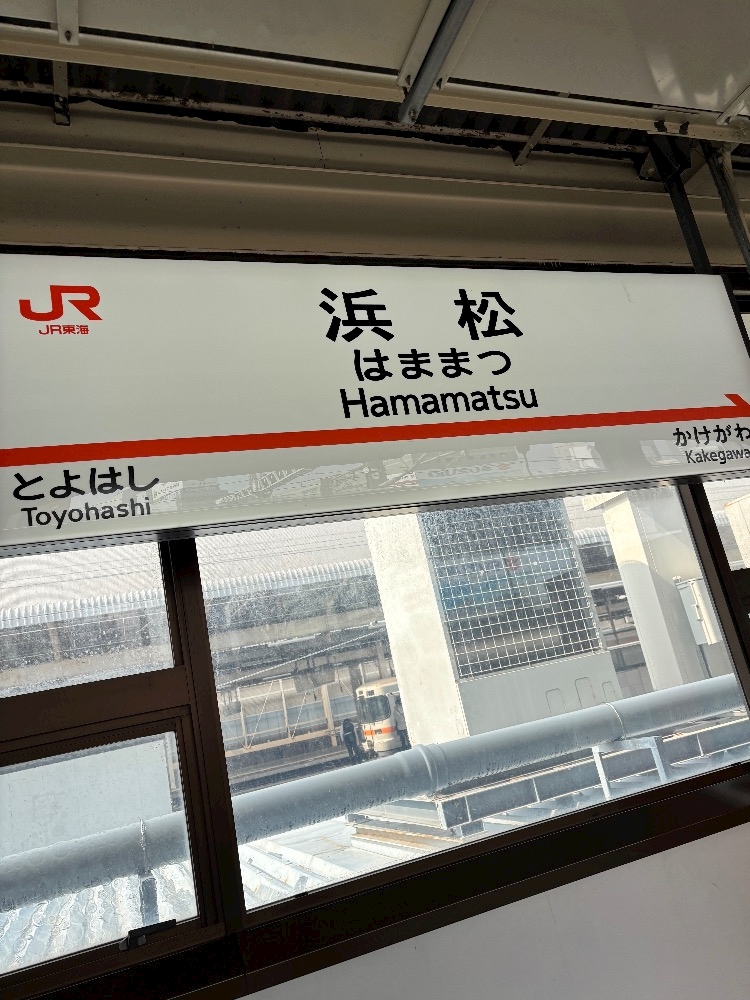 JR
JR東海
浜松
はままつ
Hamamatsu
とよはし
Toyohashi
かけがわ
Kakegawa